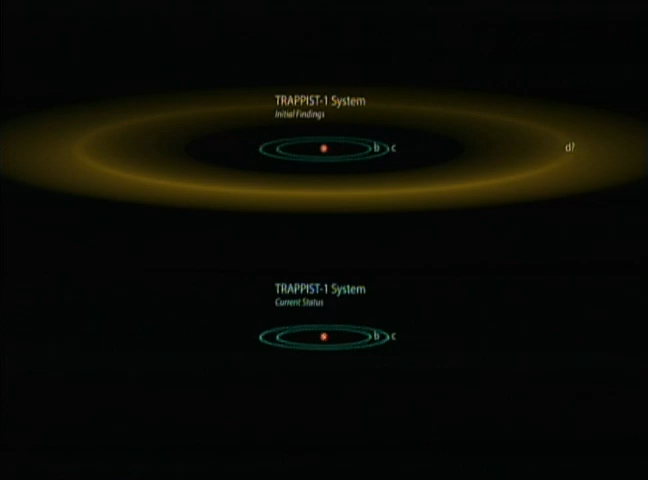 TRAPPIST-1 System
Initial Findings
b c d?
TRAPPIST-1 System
Current Status
b c